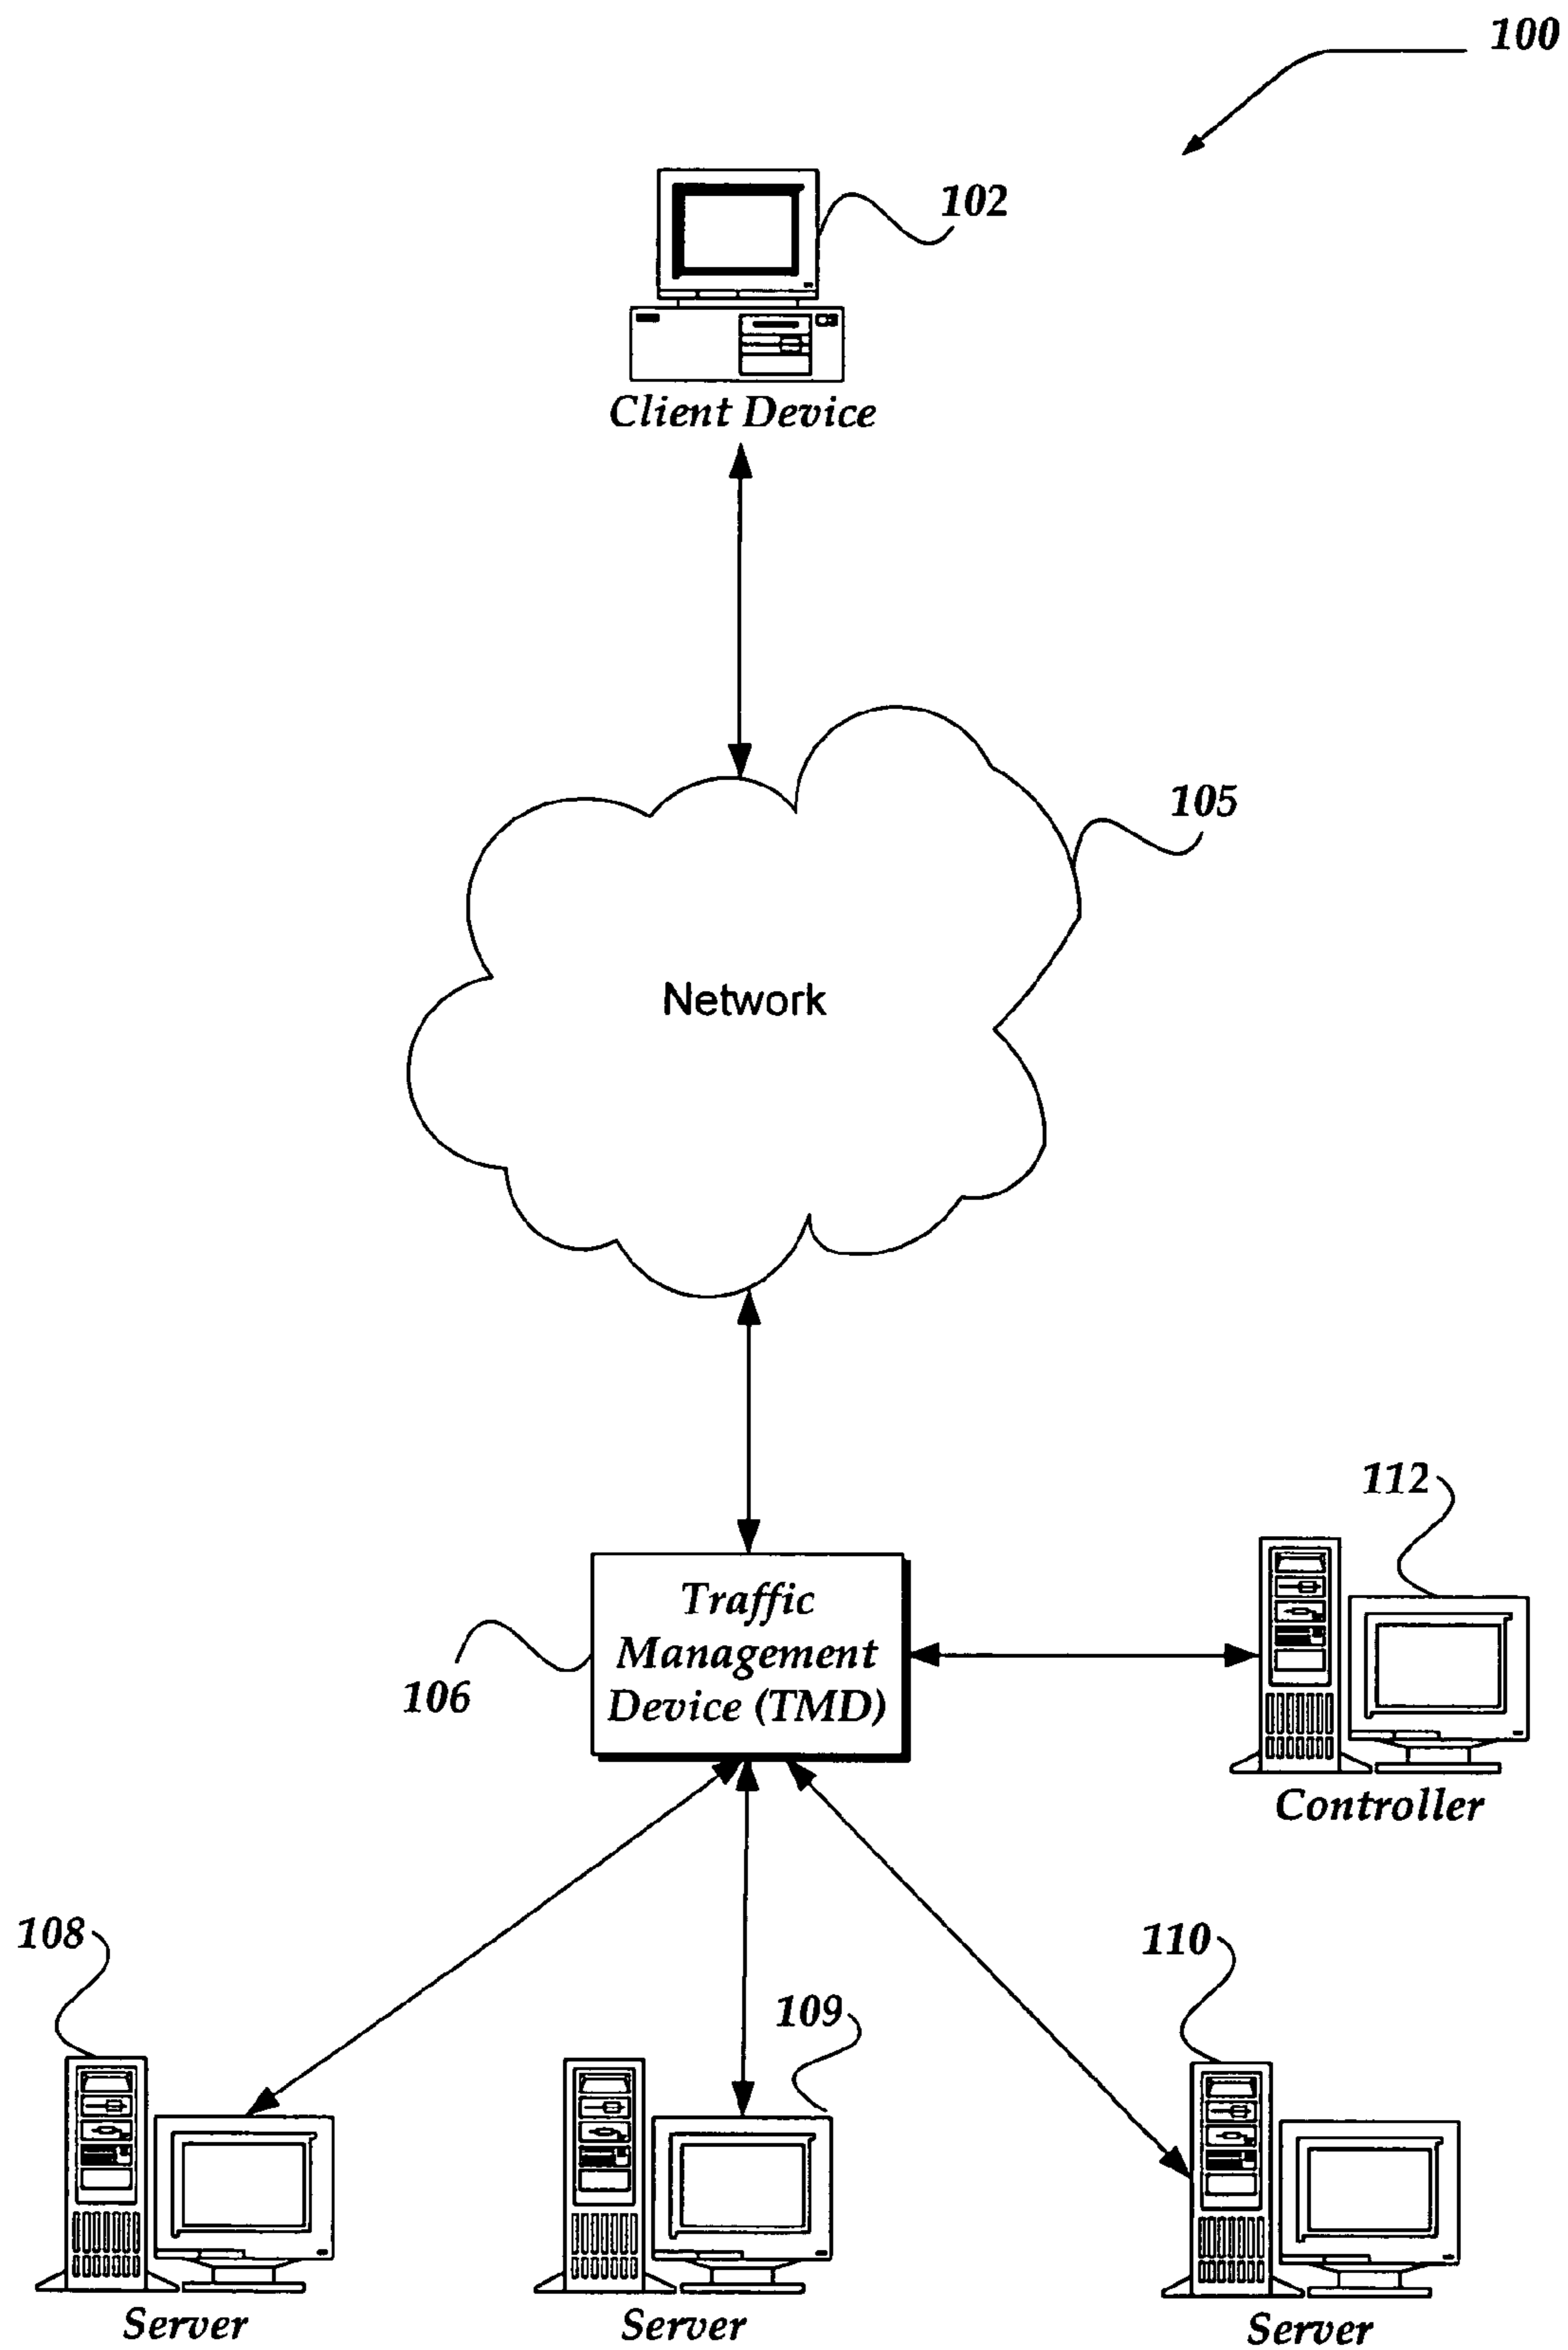 100
102
Client Device
105
Network
112
Traffic
Management
Device (TMD)
106
Controller
108
110
109
Server
Server
Server